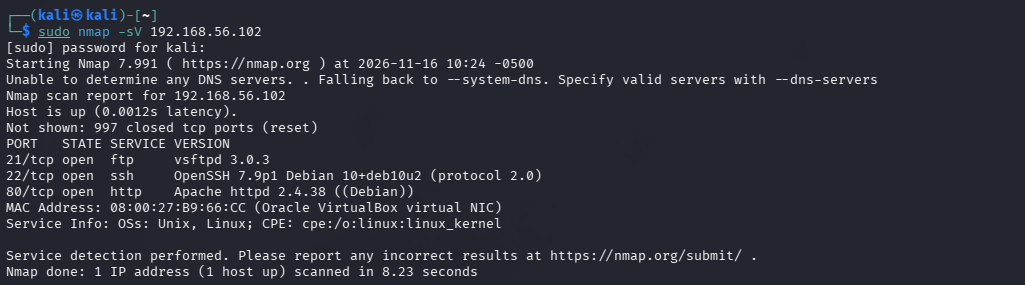 ┌──(kali㉿kali)-[~]
└─$ sudo nmap -sV 192.168.56.102
[sudo] password for kali:
Starting Nmap 7.991 ( https://nmap.org ) at 2026-11-16 10:24 -0500
Unable to determine any DNS servers. . Falling back to --system-dns. Specify valid servers with --dns-servers
Nmap scan report for 192.168.56.102
Host is up (0.0012s latency).
Not shown: 997 closed tcp ports (reset)
PORT   STATE SERVICE VERSION
21/tcp open  ftp     vsftpd 3.0.3
22/tcp open  ssh     OpenSSH 7.9p1 Debian 10+deb10u2 (protocol 2.0)
80/tcp open  http    Apache httpd 2.4.38 ((Debian))
MAC Address: 08:00:27:B9:66:CC (Oracle VirtualBox virtual NIC)
Service Info: OSs: Unix, Linux; CPE: cpe:/o:linux:linux_kernel

Service detection performed. Please report any incorrect results at https://nmap.org/submit/ .
Nmap done: 1 IP address (1 host up) scanned in 8.23 seconds